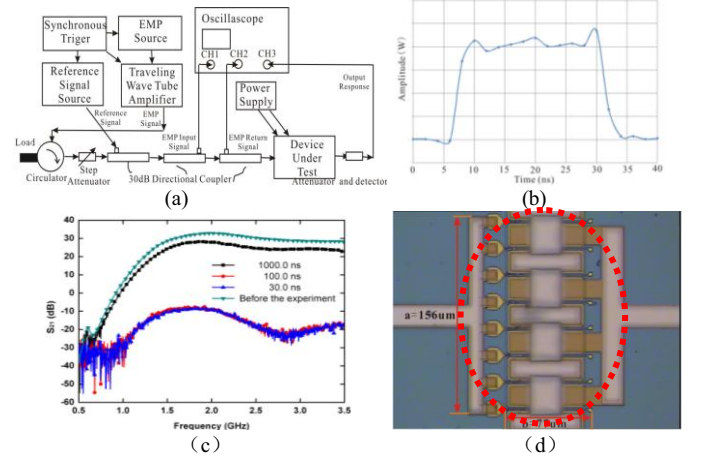 Synchronous
Triger
EMP
Source
Oscillascope
CH1 CH2 CH3
Reference
Signal
Source
Traveling
Wave Tube
Amplifier
Power
Supply
Output
Response
Reference
Signal
EMP
Signal
EMP Input
Signal
EMP Return
Signal
Load
Circulator
Step
Attenuator
30dB Directional Coupler
Device
Under
Test
Attenuator and detector
(a)
Amplitude (W)
0 5 10 15 20 25 30 35 40
Time (ns)
(b)
S21 (dB)
40
30
20
10
0
-10
-20
-30
-40
-50
-60
1000.0 ns
100.0 ns
30.0 ns
Before the experiment
0.5 1.0 1.5 2.0 2.5 3.0 3.5
Frequency (GHz)
(c)
a=156um
(d)